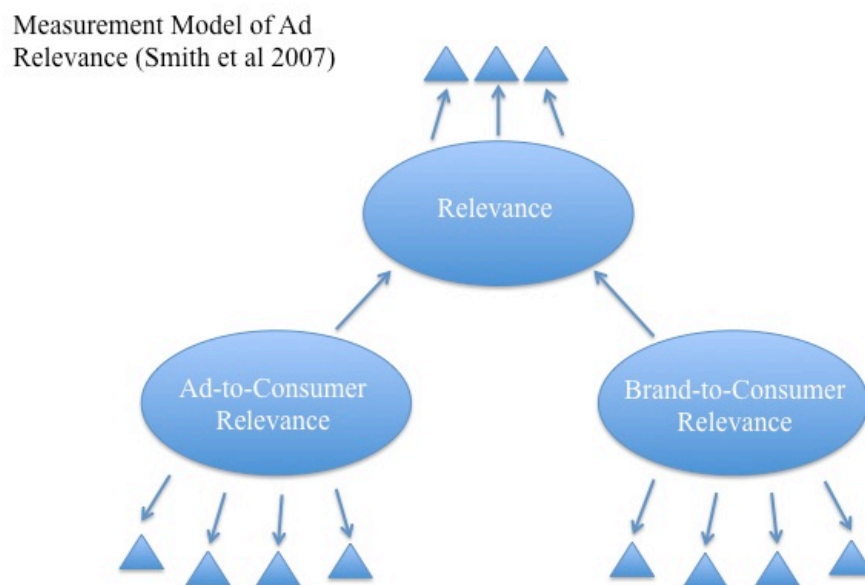 Measurement Model of Ad
Relevance (Smith et al 2007)
Relevance
Ad-to-Consumer
Relevance
Brand-to-Consumer
Relevance